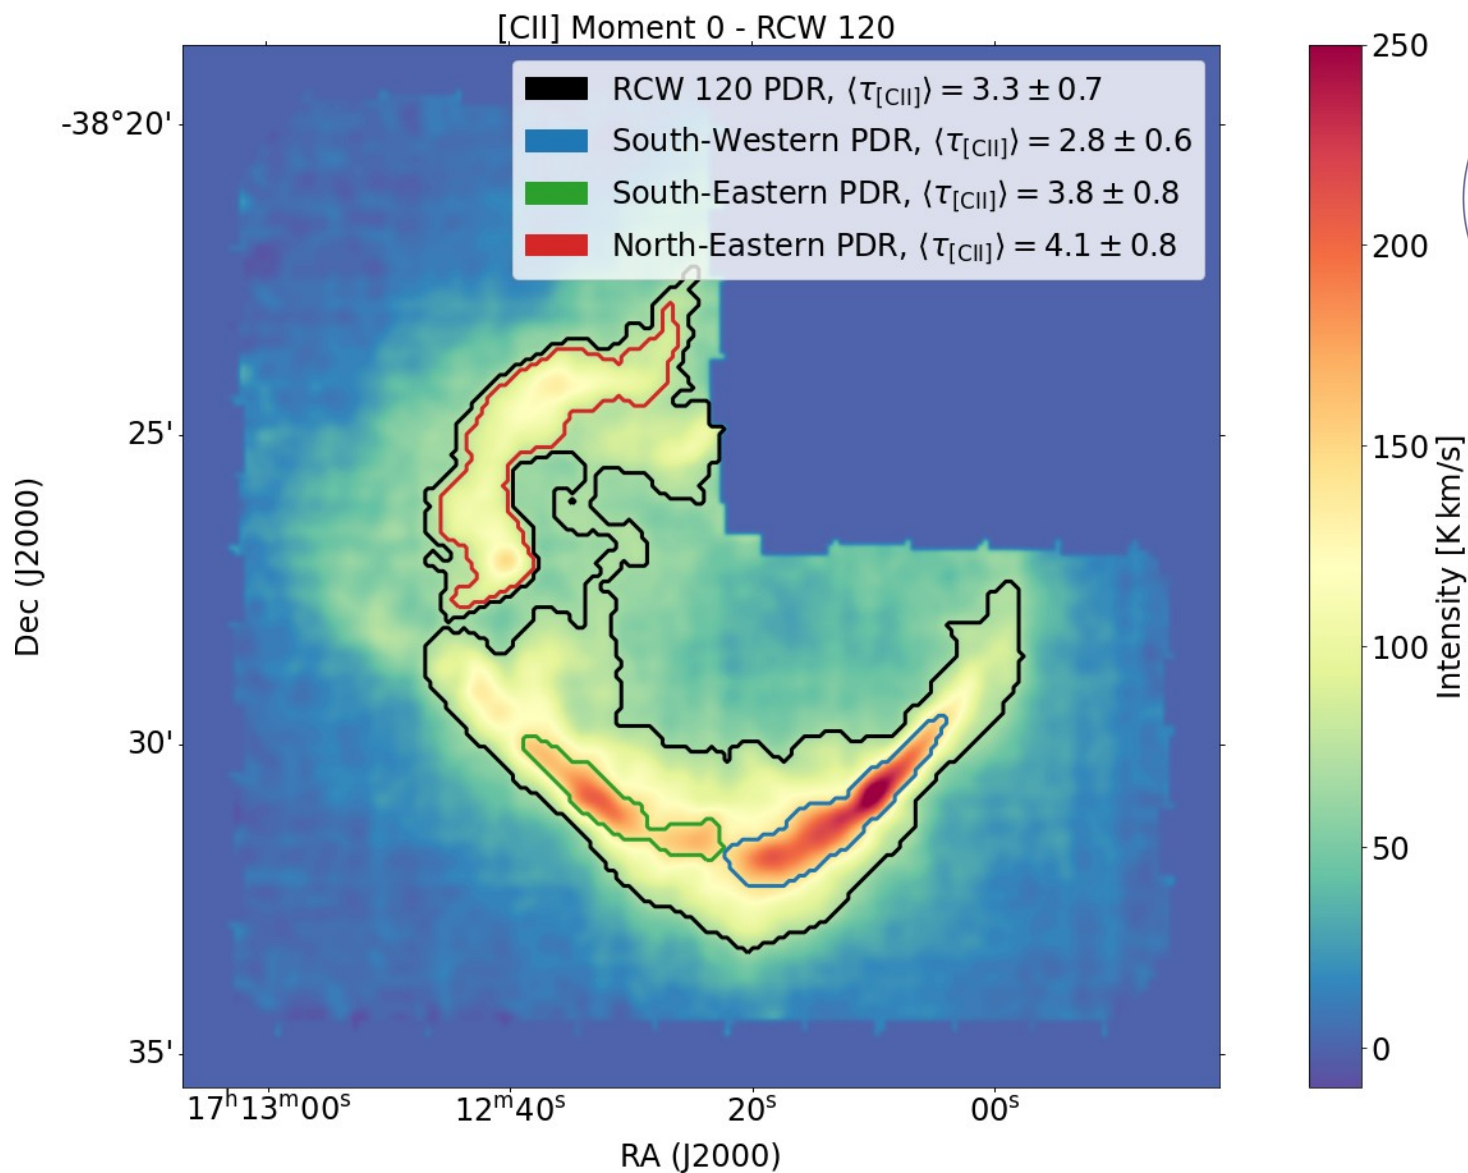 [CII] Moment 0 - RCW 120
RCW 120 PDR, ⟨τ[CII]⟩ = 3.3 ± 0.7
South-Western PDR, ⟨τ[CII]⟩ = 2.8 ± 0.6
South-Eastern PDR, ⟨τ[CII]⟩ = 3.8 ± 0.8
North-Eastern PDR, ⟨τ[CII]⟩ = 4.1 ± 0.8
-38°20'
25'
30'
35'
Dec (J2000)
17ʰ13ᵐ00ˢ
12ᵐ40ˢ
20ˢ
00ˢ
RA (J2000)
250
200
150
100
50
0
Intensity [K km/s]